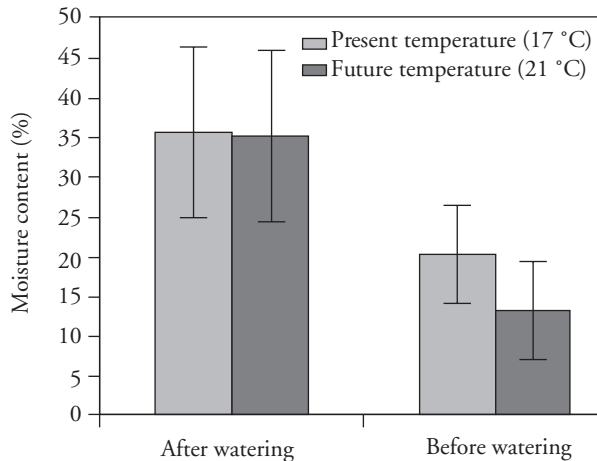 50
45
40
35
30
25
20
15
10
5
0
Moisture content (%)
Present temperature (17 ˚C)
Future temperature (21 ˚C)
After watering
Before watering